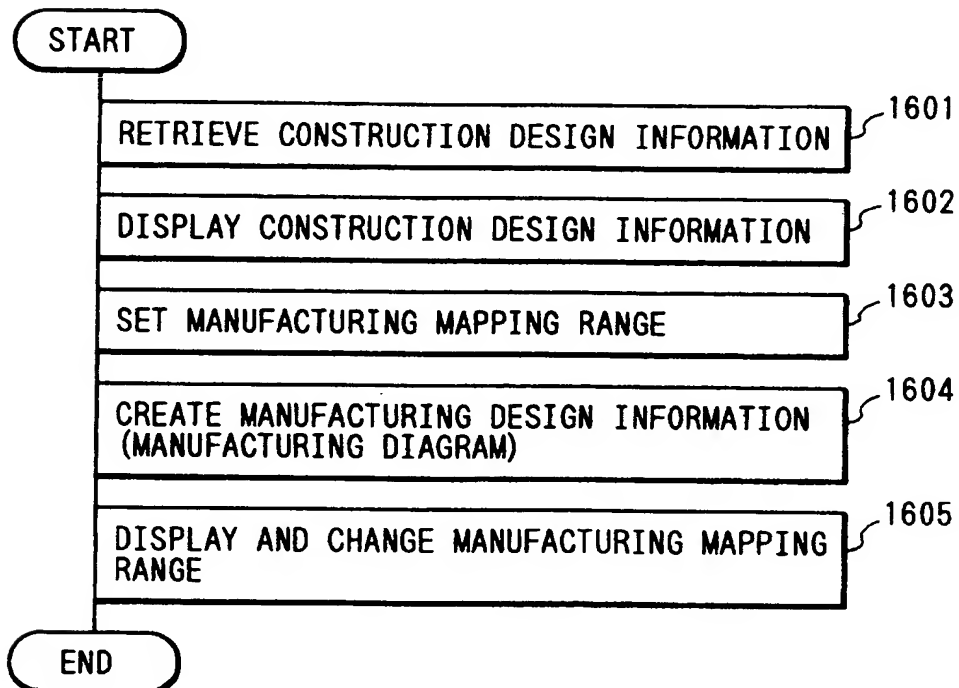 START
RETRIEVE CONSTRUCTION DESIGN INFORMATION
1601
DISPLAY CONSTRUCTION DESIGN INFORMATION
1602
SET MANUFACTURING MAPPING RANGE
1603
CREATE MANUFACTURING DESIGN INFORMATION
(MANUFACTURING DIAGRAM)
1604
DISPLAY AND CHANGE MANUFACTURING MAPPING
RANGE
1605
END